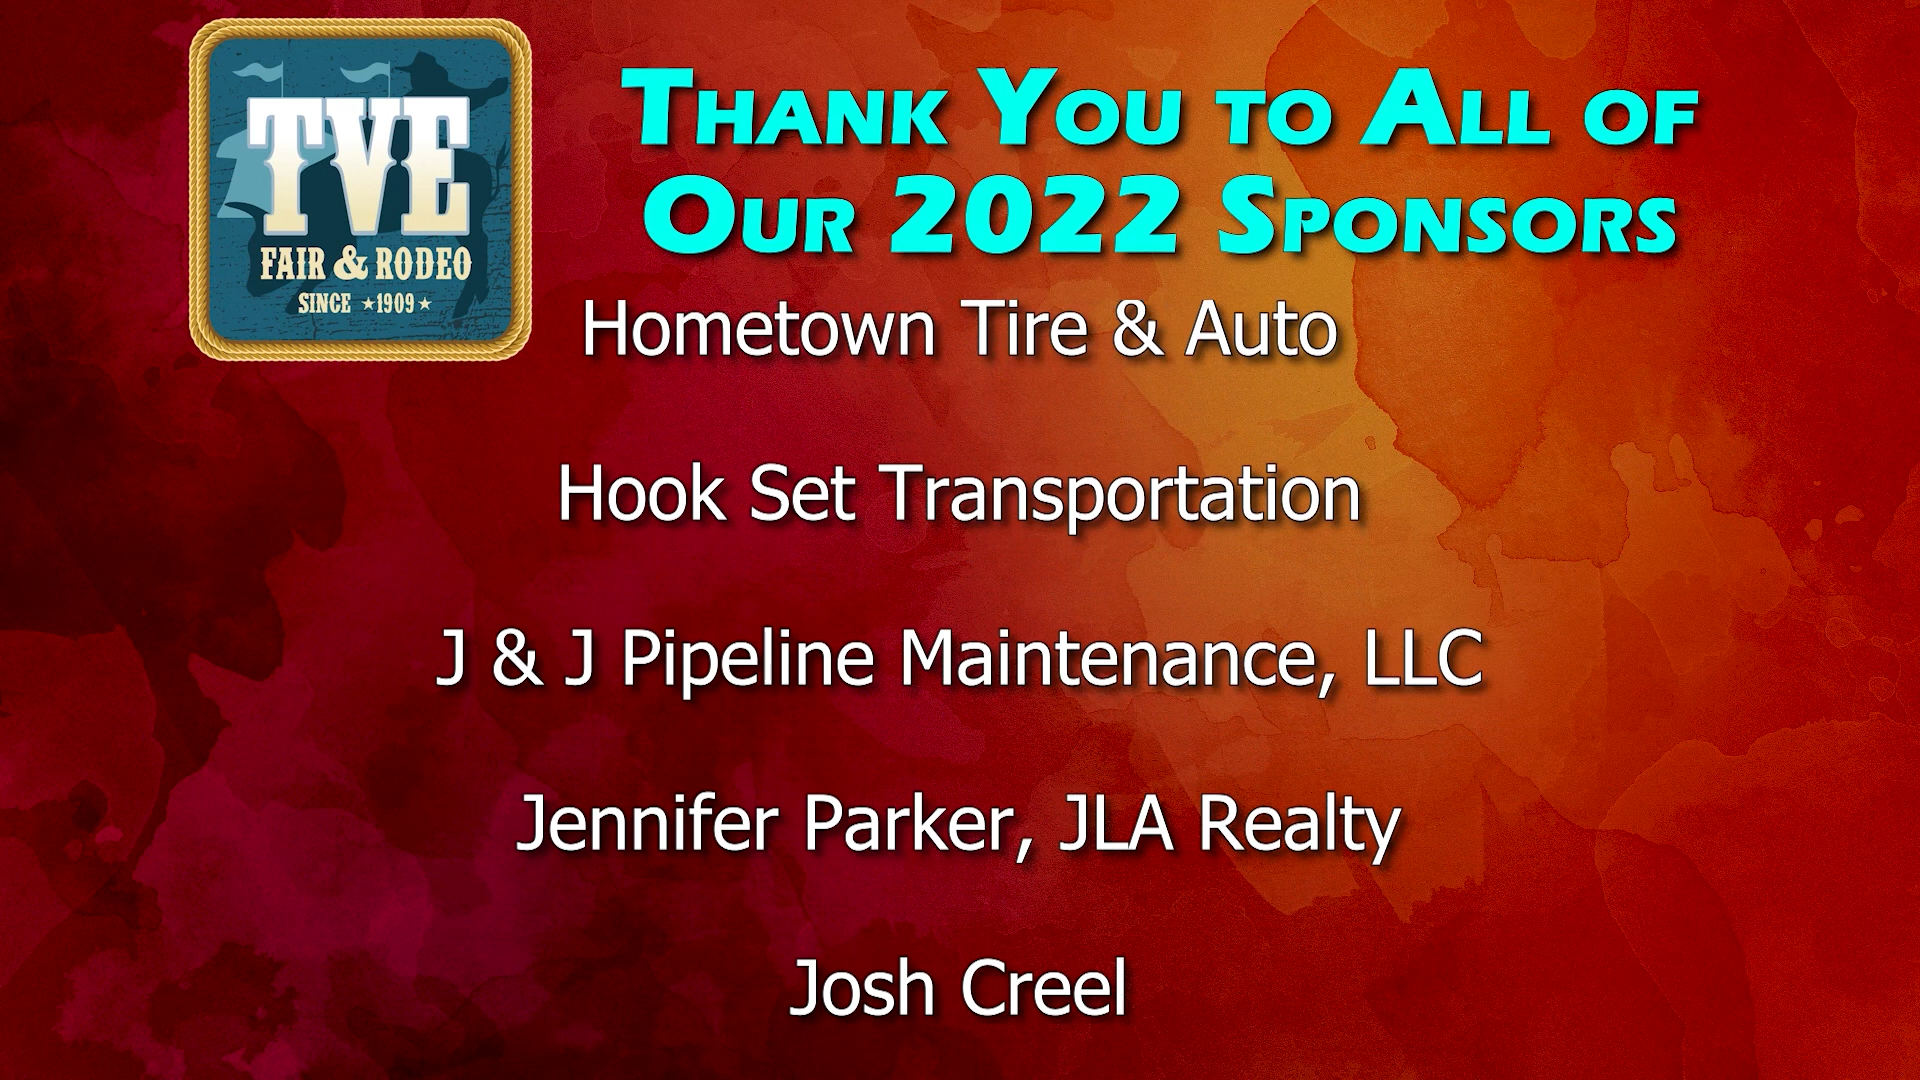 TVE
FAIR & RODEO
SINCE ★1909★
THANK YOU TO ALL OF
OUR 2022 SPONSORS
Hometown Tire & Auto
Hook Set Transportation
J & J Pipeline Maintenance, LLC
Jennifer Parker, JLA Realty
Josh Creel